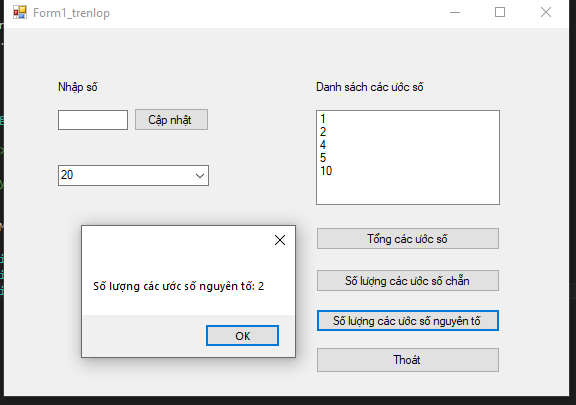 Form1_trenlop
Nhập số
Danh sách các ước số
Cập nhật
1
2
4
5
10
20
Tổng các ước số
Số lượng các ước số chẵn
Số lượng các ước số nguyên tố: 2
OK
Số lượng các ước số nguyên tố
Thoát